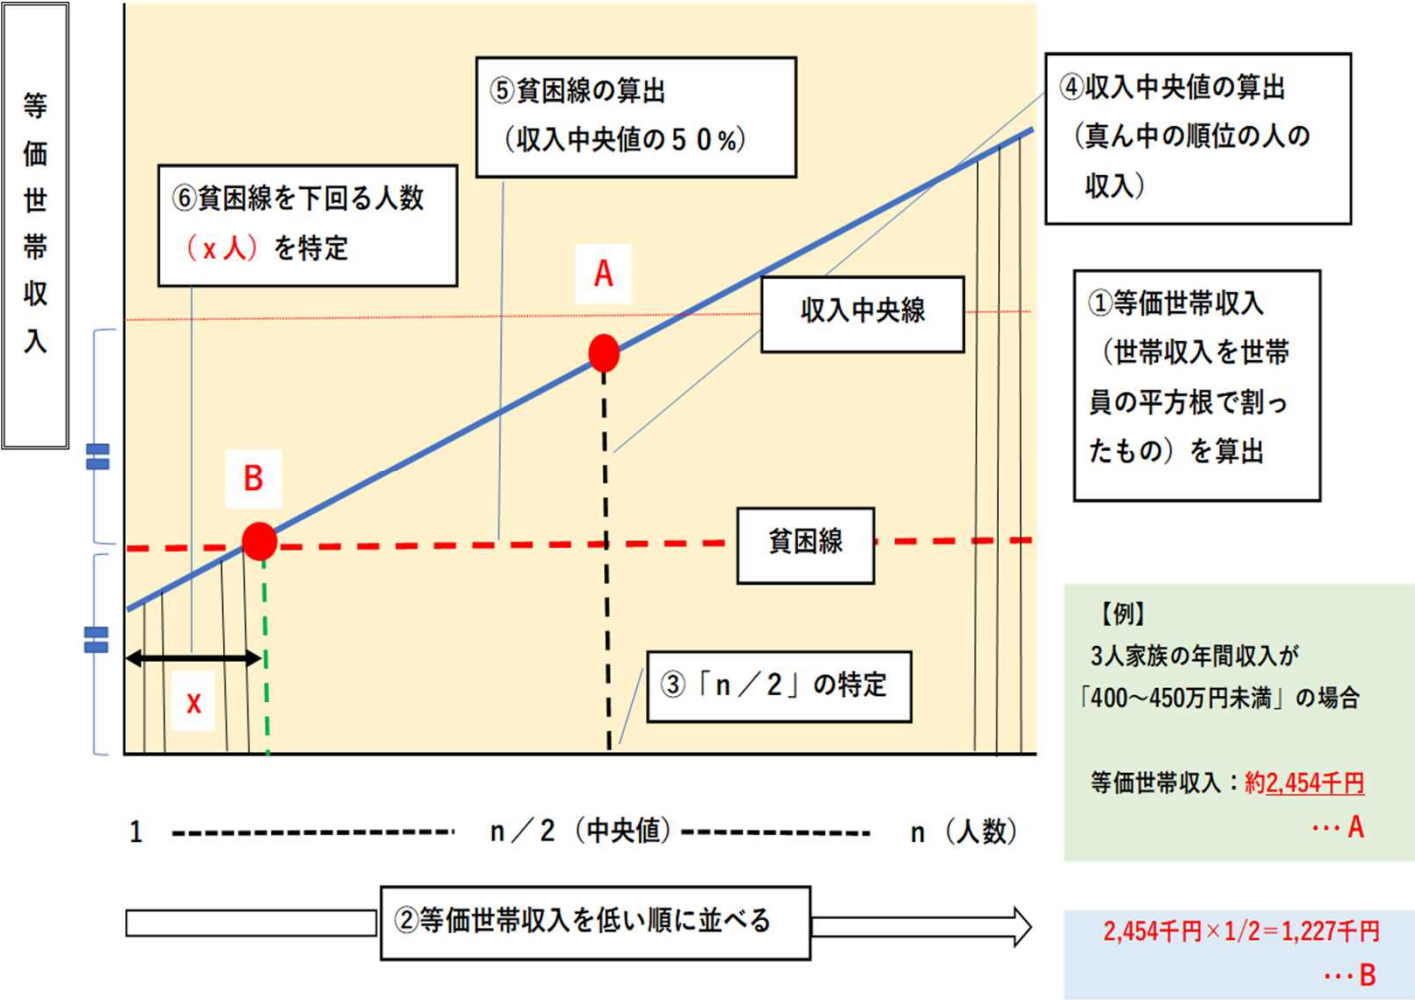 等価世帯収入
⑤貧困線の算出
（収入中央値の５０%）
④収入中央値の算出
（真ん中の順位の人の
収入）
⑥貧困線を下回る人数
（ｘ人）を特定
A
収入中央線
①等価世帯収入
（世帯収入を世帯
員の平方根で割っ
たもの）を算出
B
貧困線
x
③「ｎ／２」の特定
【例】
3人家族の年間収入が
「400～450万円未満」の場合
等価世帯収入：約2,454千円
…A
1
ｎ／２（中央値）
ｎ（人数）
②等価世帯収入を低い順に並べる
2,454千円×1/2＝1,227千円
…B